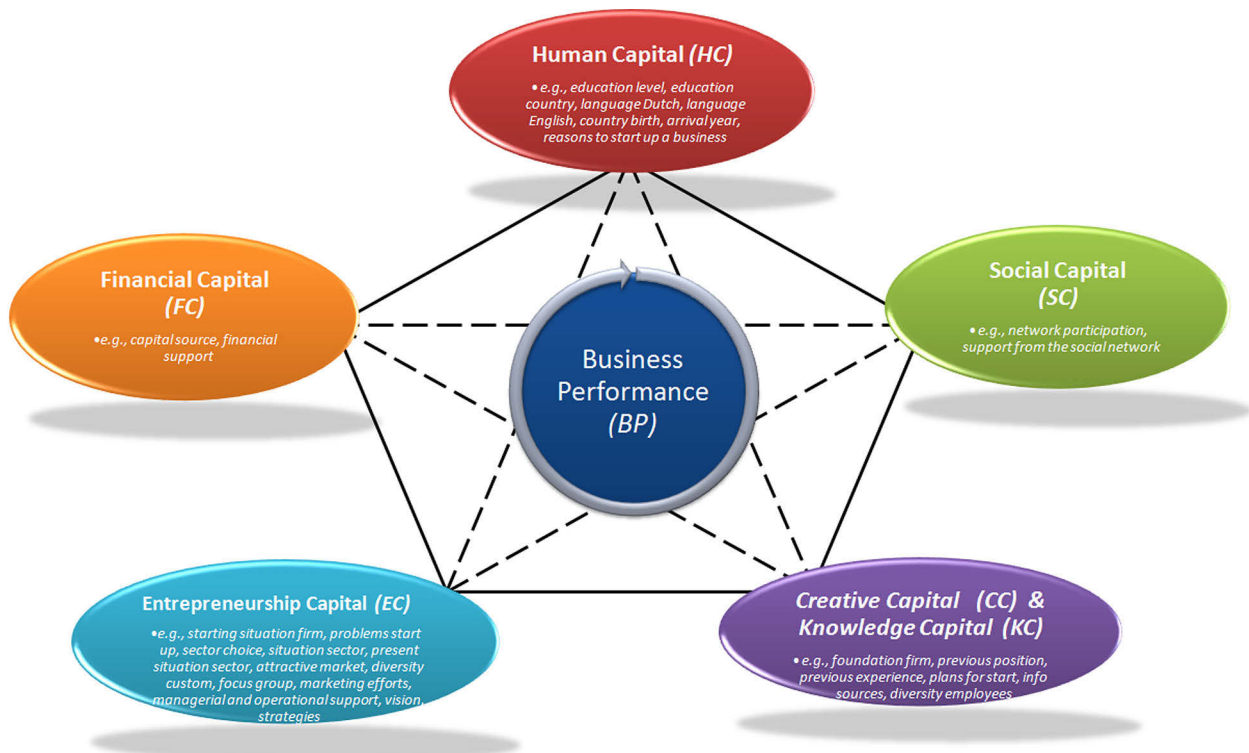 Human Capital (HC)
• e.g., education level, education
country, language Dutch, language
English, country birth, arrival year,
reasons to start up a business
Financial Capital
(FC)
•e.g., capital source, financial
support
Social Capital
(SC)
• e.g., network participation,
support from the social network
Business
Performance
(BP)
Entrepreneurship Capital (EC)
•e.g., starting situation firm, problems start
up, sector choice, situation sector, present
situation sector, attractive market, diversity
custom, focus group, marketing efforts,
managerial and operational support, vision,
strategies
Creative Capital (CC) &
Knowledge Capital (KC)
• e.g., foundation firm, previous position,
previous experience, plans for start, info
sources, diversity employees